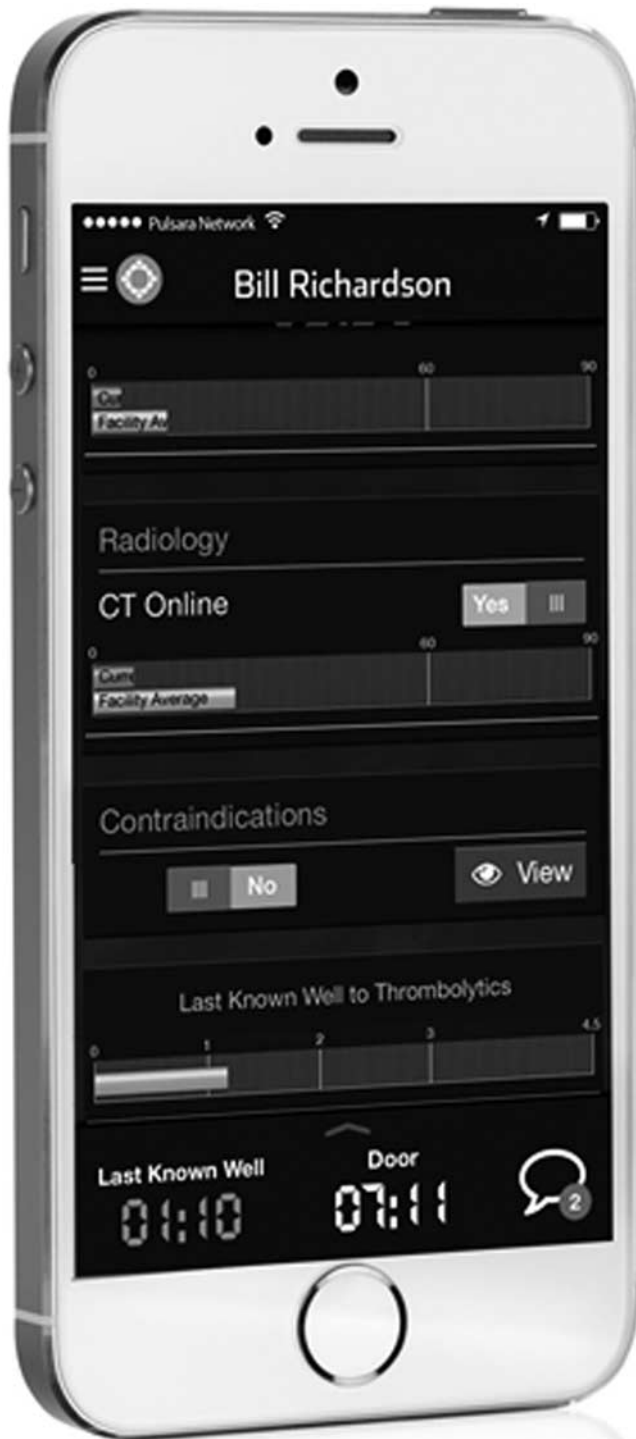 Pulsara Network
Bill Richardson
0 60 90
Facility Av
Radiology
CT Online Yes
0 60 90
Curre
Facility Average
Contraindications
No View
Last Known Well to Thrombolytics
0 1 2 3 4.5
Last Known Well Door
01:10 07:11 2